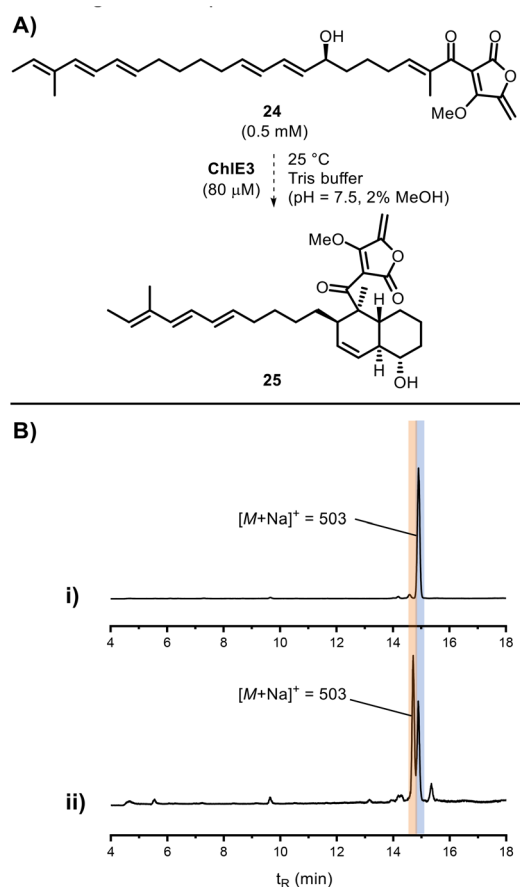 A)
OH
O
O
O
MeO
24
(0.5 mM)
ChlE3
(80 μM)
25 °C
Tris buffer
(pH = 7.5, 2% MeOH)
MeO
O
O
O
H
H
OH
25
B)
[M+Na]⁺ = 503
i)
4 6 8 10 12 14 16 18
[M+Na]⁺ = 503
ii)
4 6 8 10 12 14 16 18
tR (min)